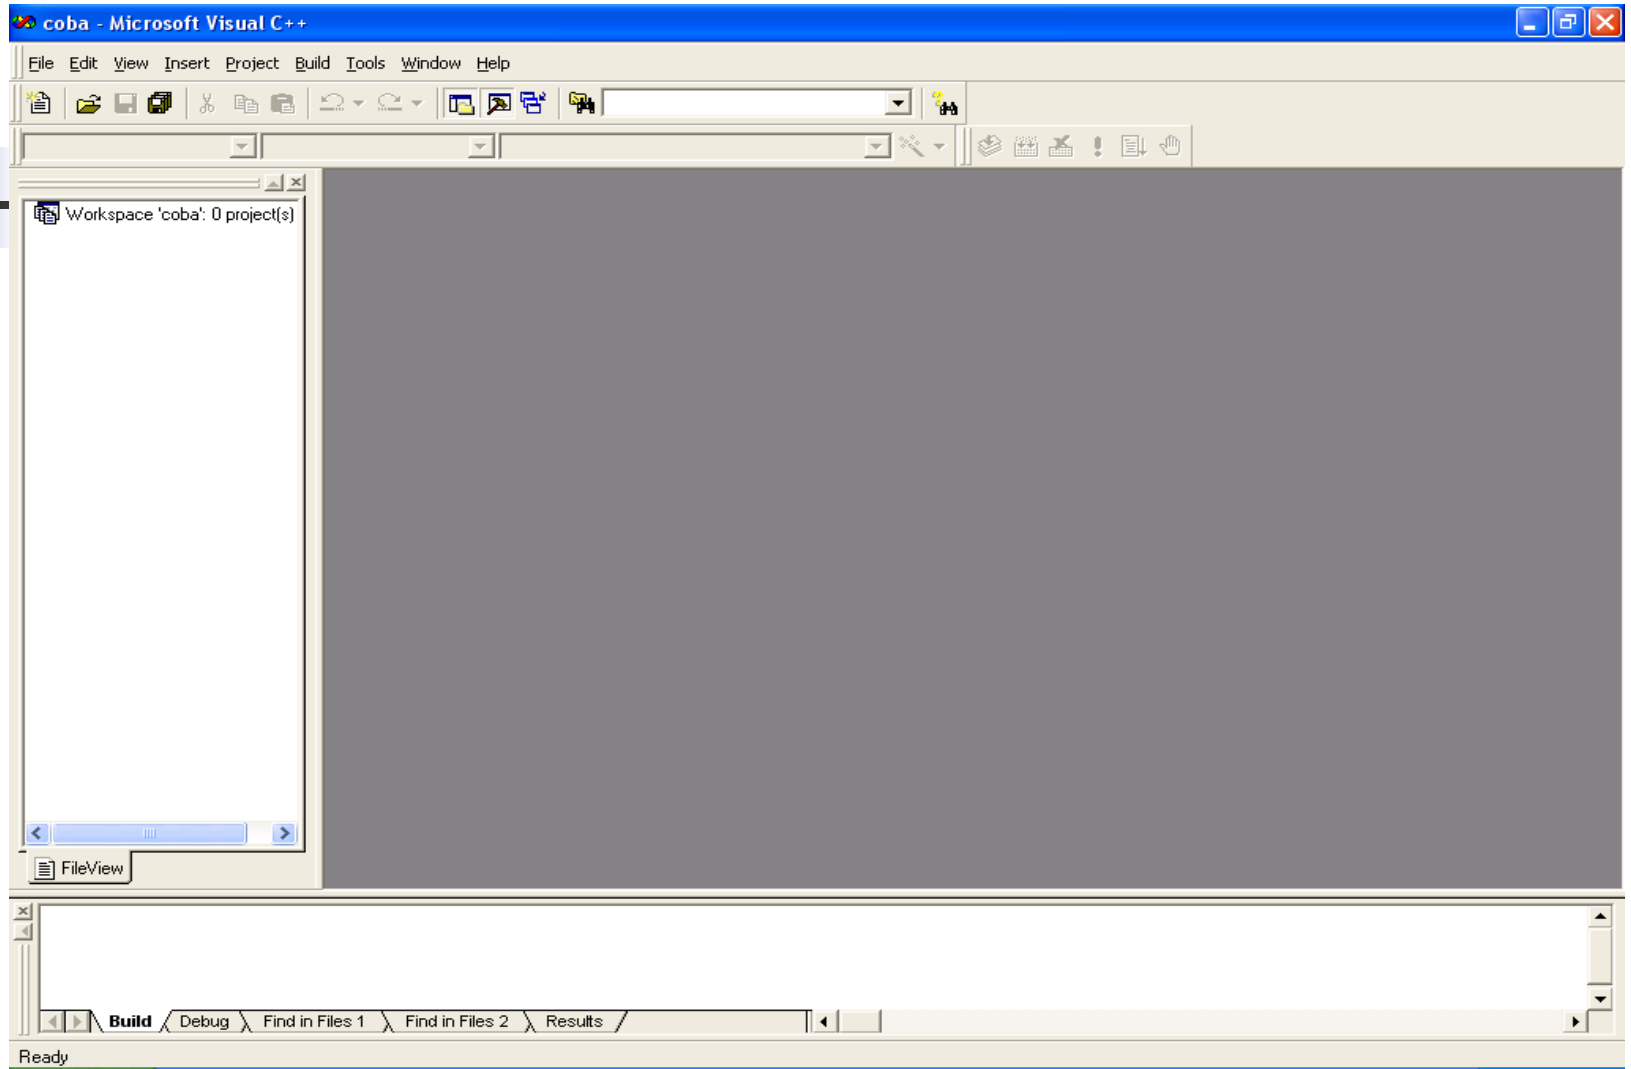 coba - Microsoft Visual C++
File Edit View Insert Project Build Tools Window Help
Workspace 'coba': 0 project(s)
FileView
Build Debug Find in Files 1 Find in Files 2 Results
Ready